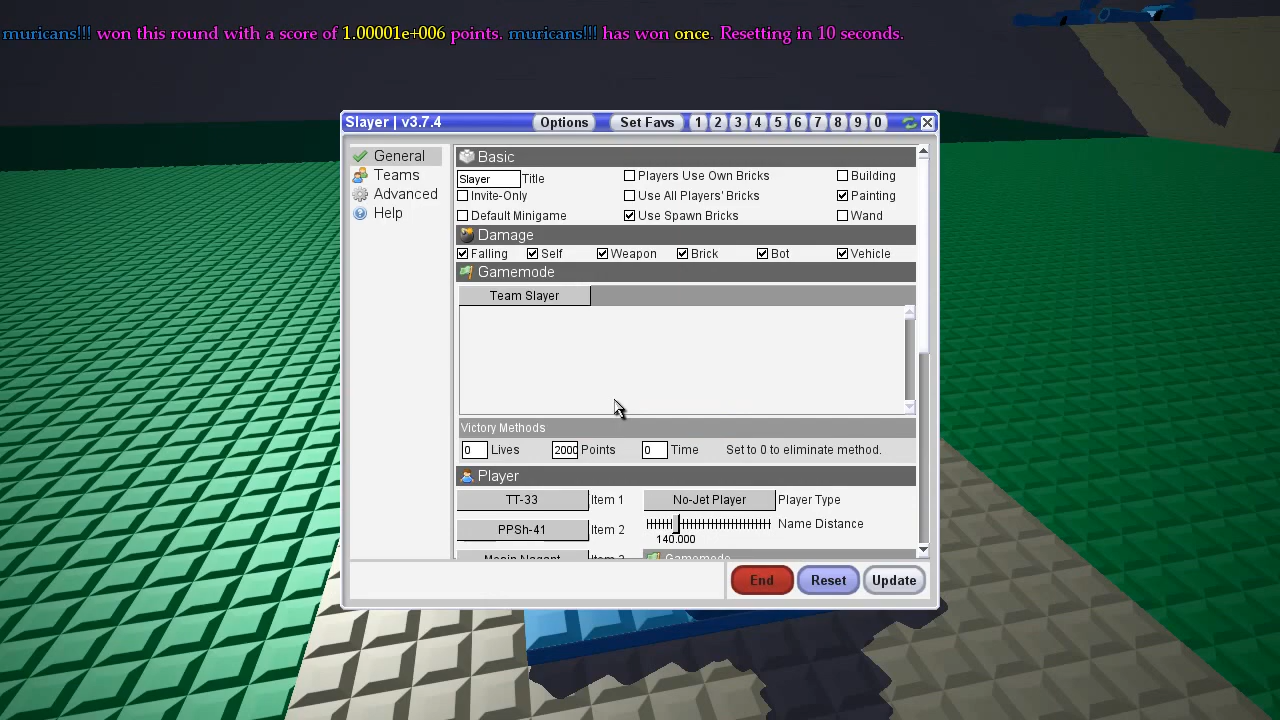 muricans!!! won this round with a score of 1.00001e+006 points. muricans!!! has won once. Resetting in 10 seconds.
Slayer | v3.7.4 Options Set Favs 1 2 3 4 5 6 7 8 9 0
General
Teams
Advanced
Help
Basic
Slayer Title Players Use Own Bricks Building
Invite-Only Use All Players' Bricks Painting
Default Minigame Use Spawn Bricks Wand
Damage
Falling Self Weapon Brick Bot Vehicle
Gamemode
Team Slayer
Victory Methods
0 Lives 2000 Points 0 Time Set to 0 to eliminate method.
Player
TT-33 Item 1 No-Jet Player Player Type
PPSh-41 Item 2 Name Distance
140.000
Mosin Nagant Item 3 Gamemode
End Reset Update